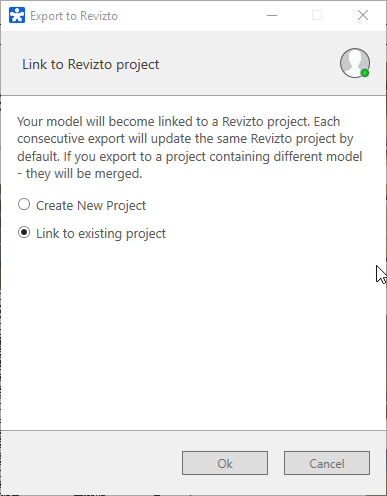 Export to Revizto
Link to Revizto project
Your model will become linked to a Revizto project. Each
consecutive export will update the same Revizto project by
default. If you export to a project containing different model
- they will be merged.
Create New Project
Link to existing project
Ok
Cancel